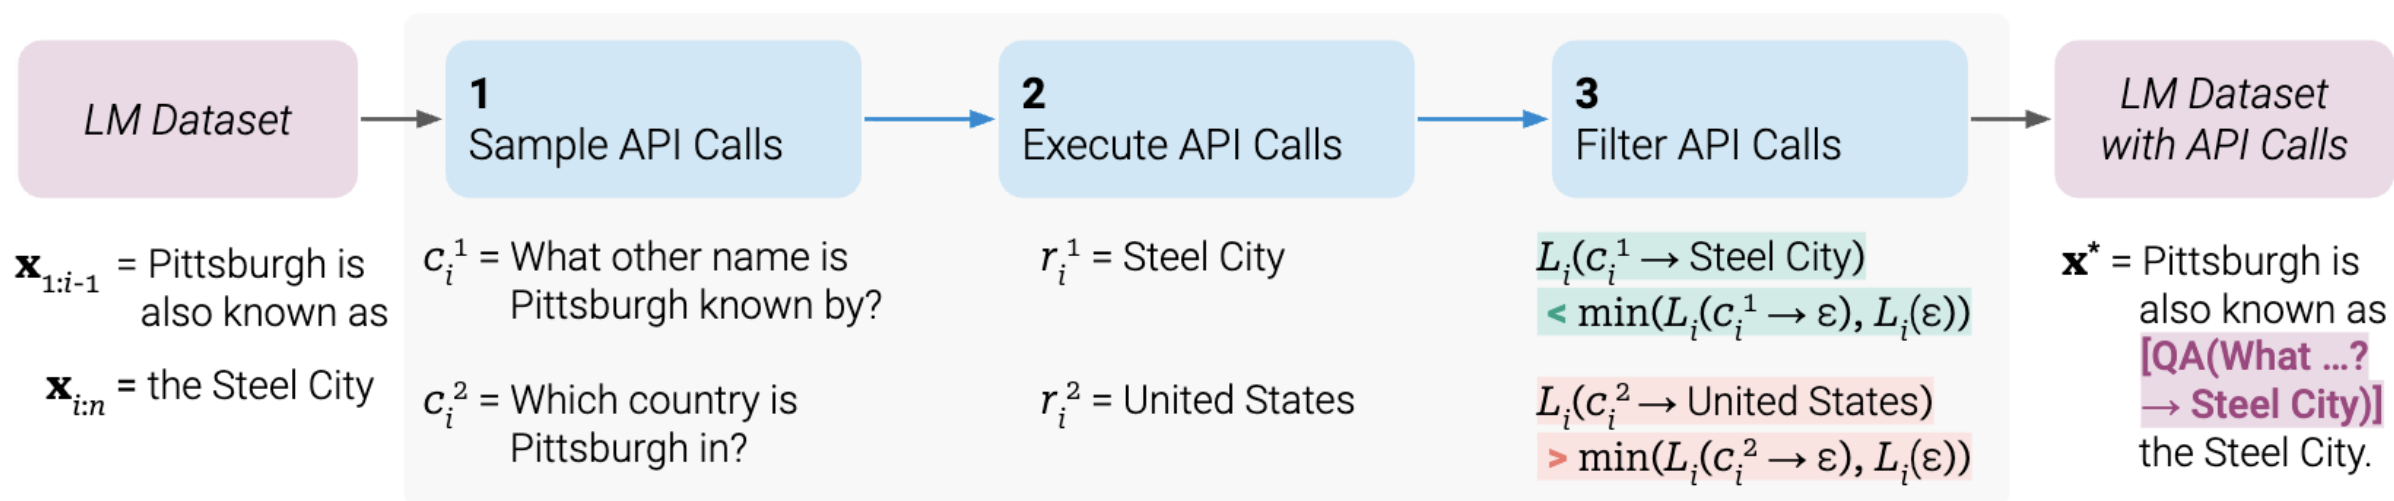 LM Dataset
1
Sample API Calls
2
Execute API Calls
3
Filter API Calls
LM Dataset
with API Calls
x₁:ᵢ₋₁ = Pittsburgh is
also known as
xᵢ:ₙ = the Steel City
cᵢ¹ = What other name is
Pittsburgh known by?
cᵢ² = Which country is
Pittsburgh in?
rᵢ¹ = Steel City
rᵢ² = United States
Lᵢ(cᵢ¹ → Steel City)
< min(Lᵢ(cᵢ¹ → ε), Lᵢ(ε))
Lᵢ(cᵢ² → United States)
> min(Lᵢ(cᵢ² → ε), Lᵢ(ε))
x* = Pittsburgh is
also known as
[QA(What ...?
→ Steel City)]
the Steel City.